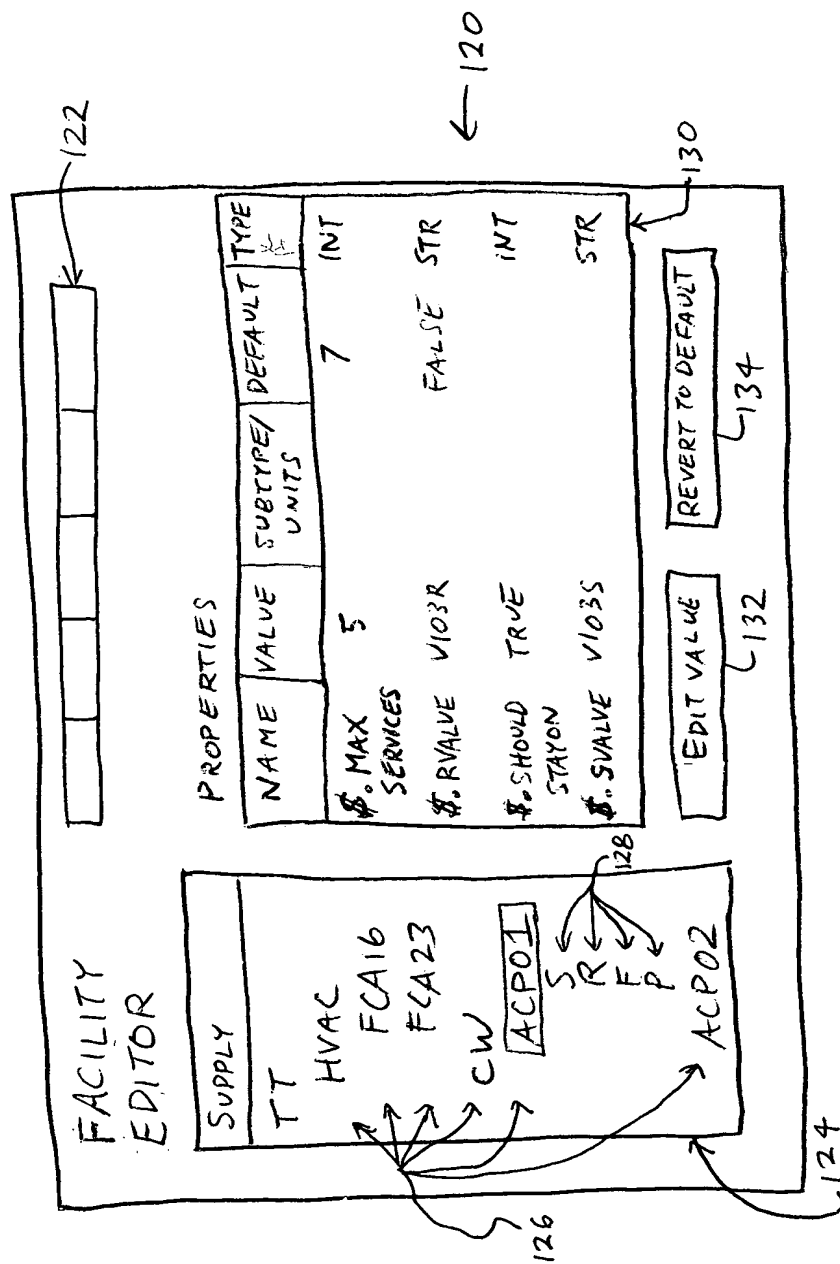 FACILITY
EDITOR
122
SUPPLY
TT
HVAC
FCA16
FCA23
CW
ACP01
S
R
F
P
ACP02
126
128
124
PROPERTIES
NAME VALUE SUBTYPE/ DEFAULT TYPE
UNITS
$.MAX 5 7 INT
SERVICES
$.RVALUE V103R FALSE STR
$.SHOULD TRUE INT
STAYON
$.SVALVE V103S STR
130
EDIT VALUE
132
REVERT TO DEFAULT
134
120